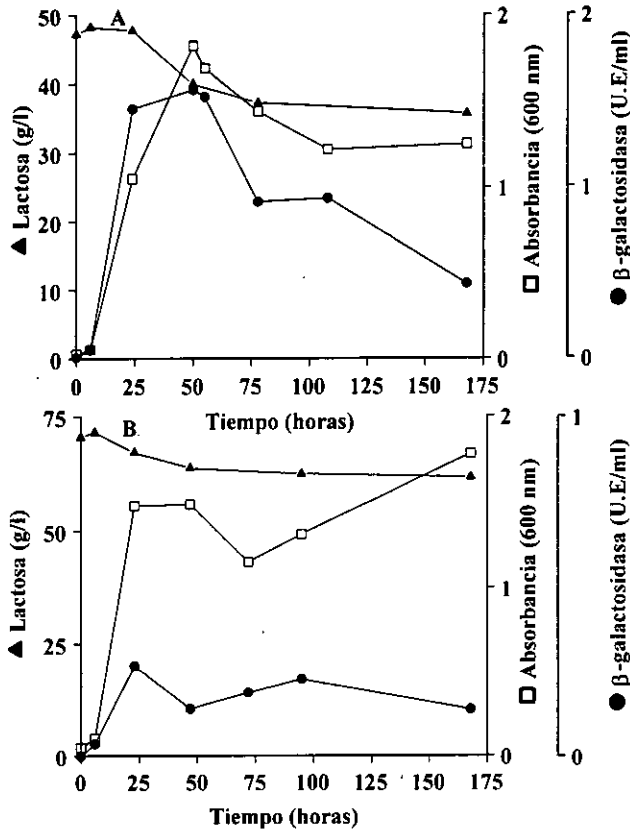 A
50
40
30
20
10
0
▲ Lactosa (g/l)
0 25 50 75 100 125 150 175
Tiempo (horas)
2
1
0
□ Absorbancia (600 nm)
2
1
0
● β-galactosidasa (U.E/ml)
B
75
50
25
0
▲ Lactosa (g/l)
0 25 50 75 100 125 150 175
Tiempo (horas)
2
1
0
□ Absorbancia (600 nm)
1
0
● β-galactosidasa (U.E/ml)